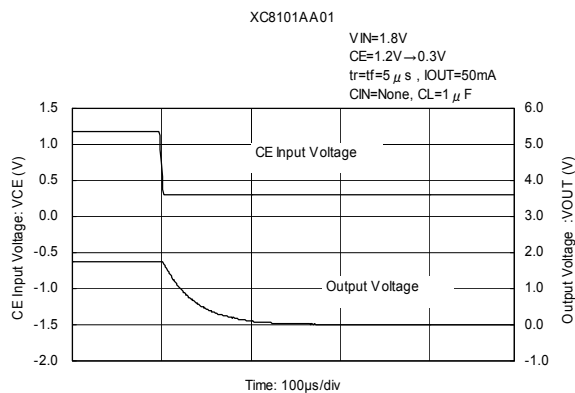 XC8101AA01
VIN=1.8V
CE=1.2V→0.3V
tr=tf=5 μ s , IOUT=50mA
CIN=None, CL=1 μ F
1.5
1.0
0.5
0.0
-0.5
-1.0
-1.5
-2.0
CE Input Voltage: VCE (V)
CE Input Voltage
Output Voltage
6.0
5.0
4.0
3.0
2.0
1.0
0.0
-1.0
Output Voltage :VOUT (V)
Time: 100μs/div